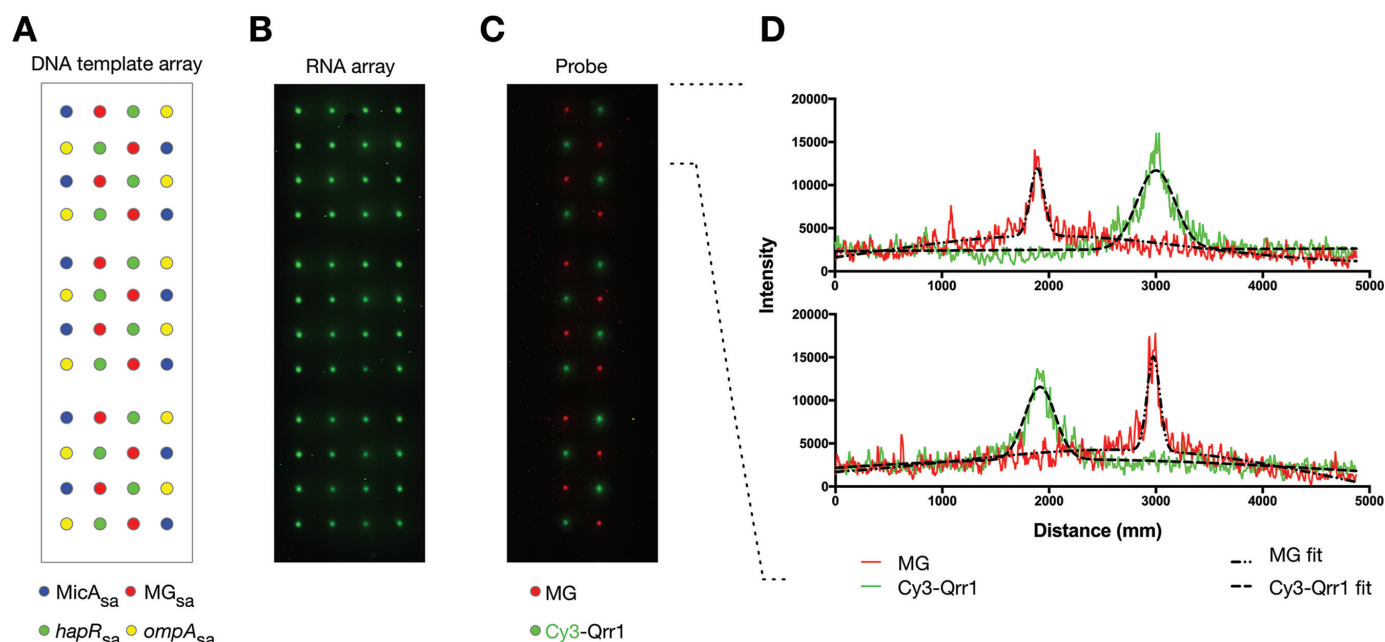 A
DNA template array
MicAsa
MGsa
hapRsa
ompAsa
B
RNA array
C
Probe
MG
Cy3-Qrr1
D
Intensity
20000
15000
10000
5000
0
0 1000 2000 3000 4000 5000
20000
15000
10000
5000
0
0 1000 2000 3000 4000 5000
Distance (mm)
MG
Cy3-Qrr1
MG fit
Cy3-Qrr1 fit